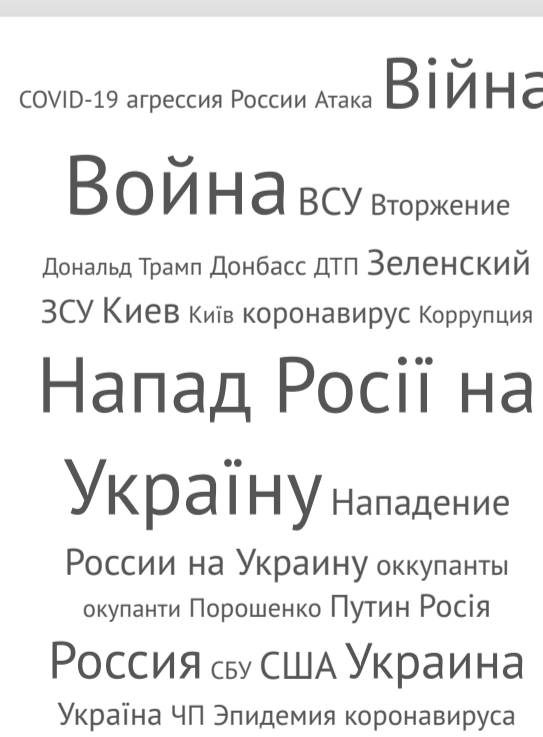 COVID-19 агрессия России Атака Війна
Война ВСУ Вторжение
Дональд Трамп Донбасс ДТП Зеленский
ЗСУ Киев Київ коронавирус Коррупция
Напад Росії на
Україну Нападение
России на Украину оккупанты
окупанти Порошенко Путин Росія
Россия СБУ США Украина
Україна ЧП Эпидемия коронавируса